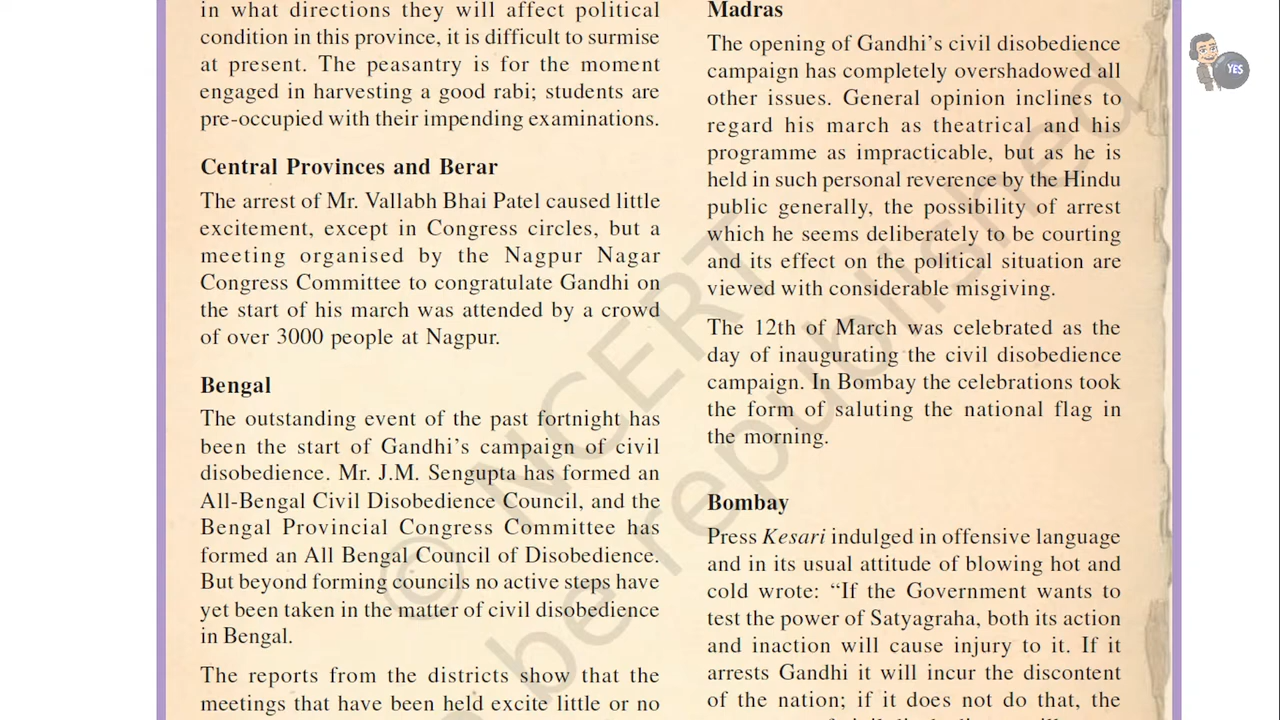 in what directions they will affect political
condition in this province, it is difficult to surmise
at present. The peasantry is for the moment
engaged in harvesting a good rabi; students are
pre-occupied with their impending examinations.
Central Provinces and Berar
The arrest of Mr. Vallabh Bhai Patel caused little
excitement, except in Congress circles, but a
meeting organised by the Nagpur Nagar
Congress Committee to congratulate Gandhi on
the start of his march was attended by a crowd
of over 3000 people at Nagpur.
Bengal
The outstanding event of the past fortnight has
been the start of Gandhi’s campaign of civil
disobedience. Mr. J.M. Sengupta has formed an
All-Bengal Civil Disobedience Council, and the
Bengal Provincial Congress Committee has
formed an All Bengal Council of Disobedience.
But beyond forming councils no active steps have
yet been taken in the matter of civil disobedience
in Bengal.
The reports from the districts show that the
meetings that have been held excite little or no
Madras
The opening of Gandhi’s civil disobedience
campaign has completely overshadowed all
other issues. General opinion inclines to
regard his march as theatrical and his
programme as impracticable, but as he is
held in such personal reverence by the Hindu
public generally, the possibility of arrest
which he seems deliberately to be courting
and its effect on the political situation are
viewed with considerable misgiving.
The 12th of March was celebrated as the
day of inaugurating the civil disobedience
campaign. In Bombay the celebrations took
the form of saluting the national flag in
the morning.
Bombay
Press Kesari indulged in offensive language
and in its usual attitude of blowing hot and
cold wrote: “If the Government wants to
test the power of Satyagraha, both its action
and inaction will cause injury to it. If it
arrests Gandhi it will incur the discontent
of the nation; if it does not do that, the
© NCERT
be republished
YES